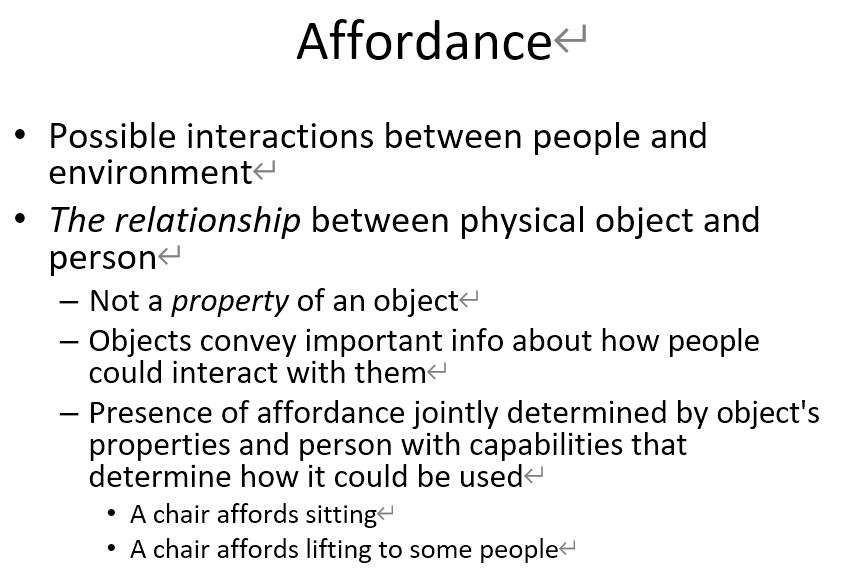 Affordance↵
• Possible interactions between people and
environment↵
• The relationship between physical object and
person↵
– Not a property of an object↵
– Objects convey important info about how people
could interact with them↵
– Presence of affordance jointly determined by object's
properties and person with capabilities that
determine how it could be used↵
• A chair affords sitting↵
• A chair affords lifting to some people↵